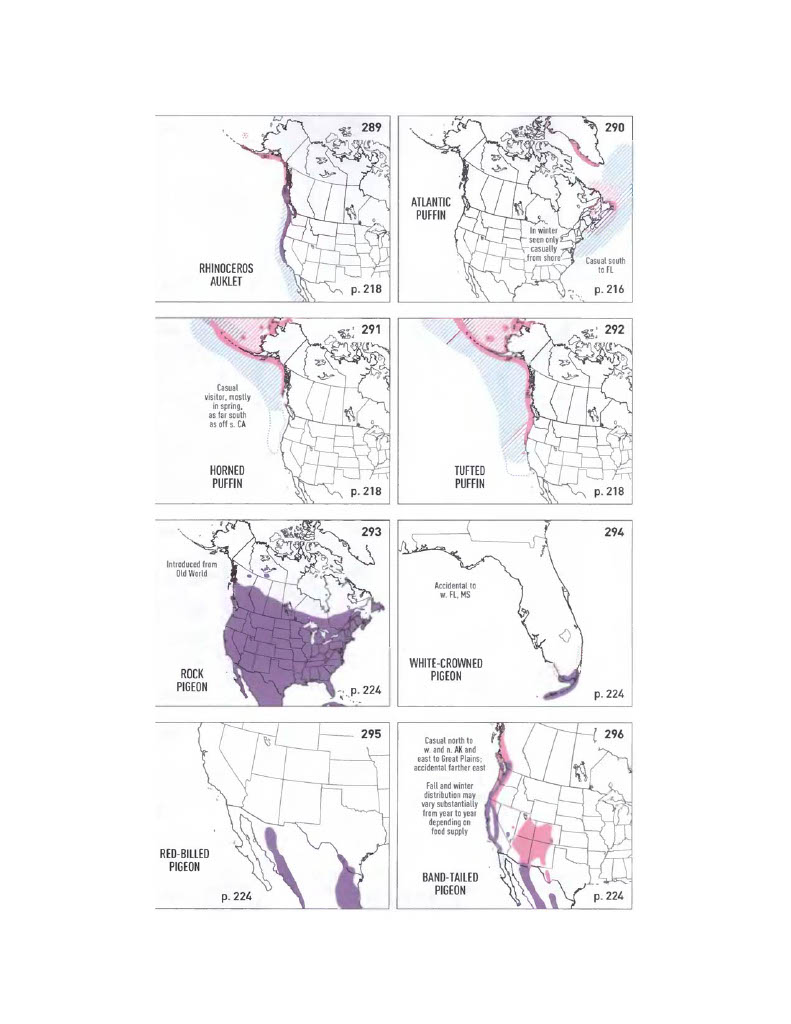 289
RHINOCEROS
AUKLET
p. 218
290
ATLANTIC
PUFFIN
In winter
seen only
casually
from shore
Casual south
to FL
p. 216
291
Casual
visitor, mostly
in spring,
as far south
as off s. CA
HORNED
PUFFIN
p. 218
292
TUFTED
PUFFIN
p. 218
293
Introduced from
Old World
ROCK
PIGEON
p. 224
294
Accidental to
w. FL, MS
WHITE-CROWNED
PIGEON
p. 224
295
RED-BILLED
PIGEON
p. 224
296
Casual north to
w. and n. AK and
east to Great Plains;
accidental farther east
Fall and winter
distribution may
vary substantially
from year to year
depending on
food supply
BAND-TAILED
PIGEON
p. 224